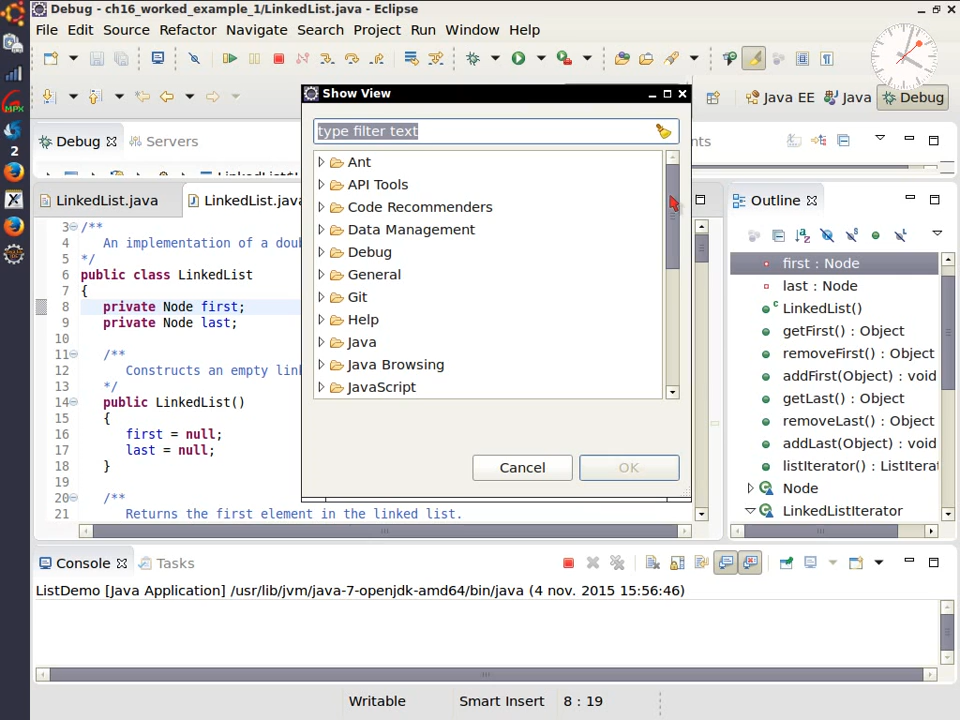 Debug - ch16_worked_example_1/LinkedList.java - Eclipse
File Edit Source Refactor Navigate Search Project Run Window Help
Java EE Java Debug
Debug Servers
LinkedList.java LinkedList.java
Show View
type filter text
Ant
API Tools
Code Recommenders
Data Management
Debug
General
Git
Help
Java
Java Browsing
JavaScript
Cancel OK
3 /**
4 An implementation of a dou
5 */
6 public class LinkedList
7 {
8 private Node first;
9 private Node last;
10
11 /**
12 Constructs an empty lin
13 */
14 public LinkedList()
15 {
16 first = null;
17 last = null;
18 }
19
20 /**
21 Returns the first element in the linked list.
Outline
first : Node
last : Node
LinkedList()
getFirst() : Object
removeFirst() : Object
addFirst(Object) : void
getLast() : Object
removeLast() : Object
addLast(Object) : void
listIterator() : ListItera
Node
LinkedListIterator
Console Tasks
ListDemo [Java Application] /usr/lib/jvm/java-7-openjdk-amd64/bin/java (4 nov. 2015 15:56:46)
Writable Smart Insert 8 : 19
MPX
2